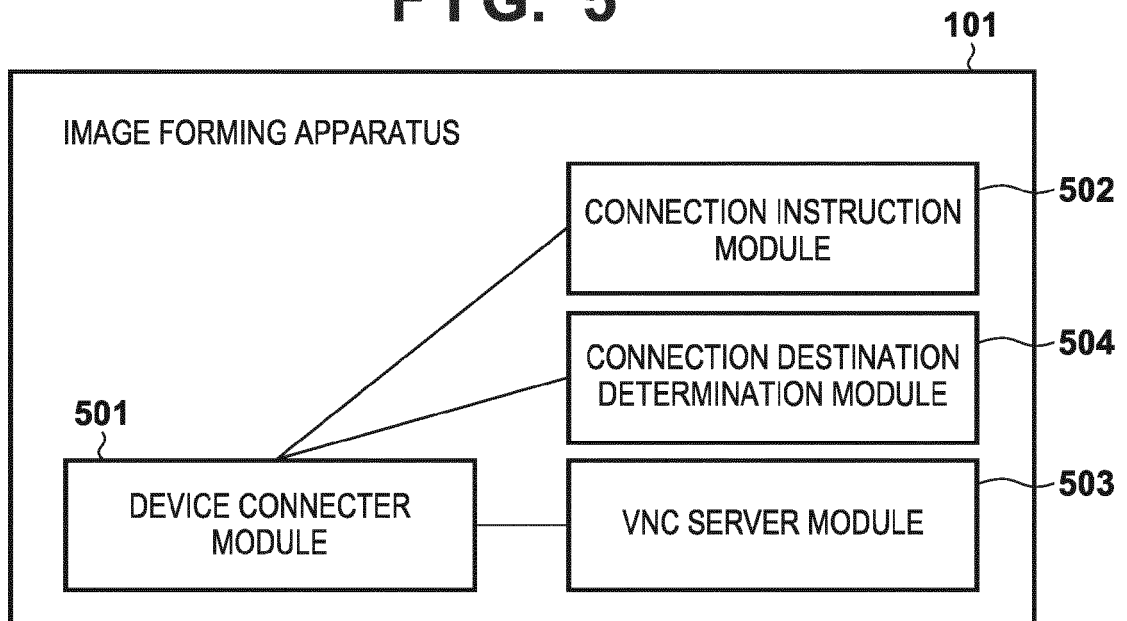 FIG. 5
101
IMAGE FORMING APPARATUS
502
CONNECTION INSTRUCTION
MODULE
504
CONNECTION DESTINATION
DETERMINATION MODULE
501
503
DEVICE CONNECTER
MODULE
VNC SERVER MODULE